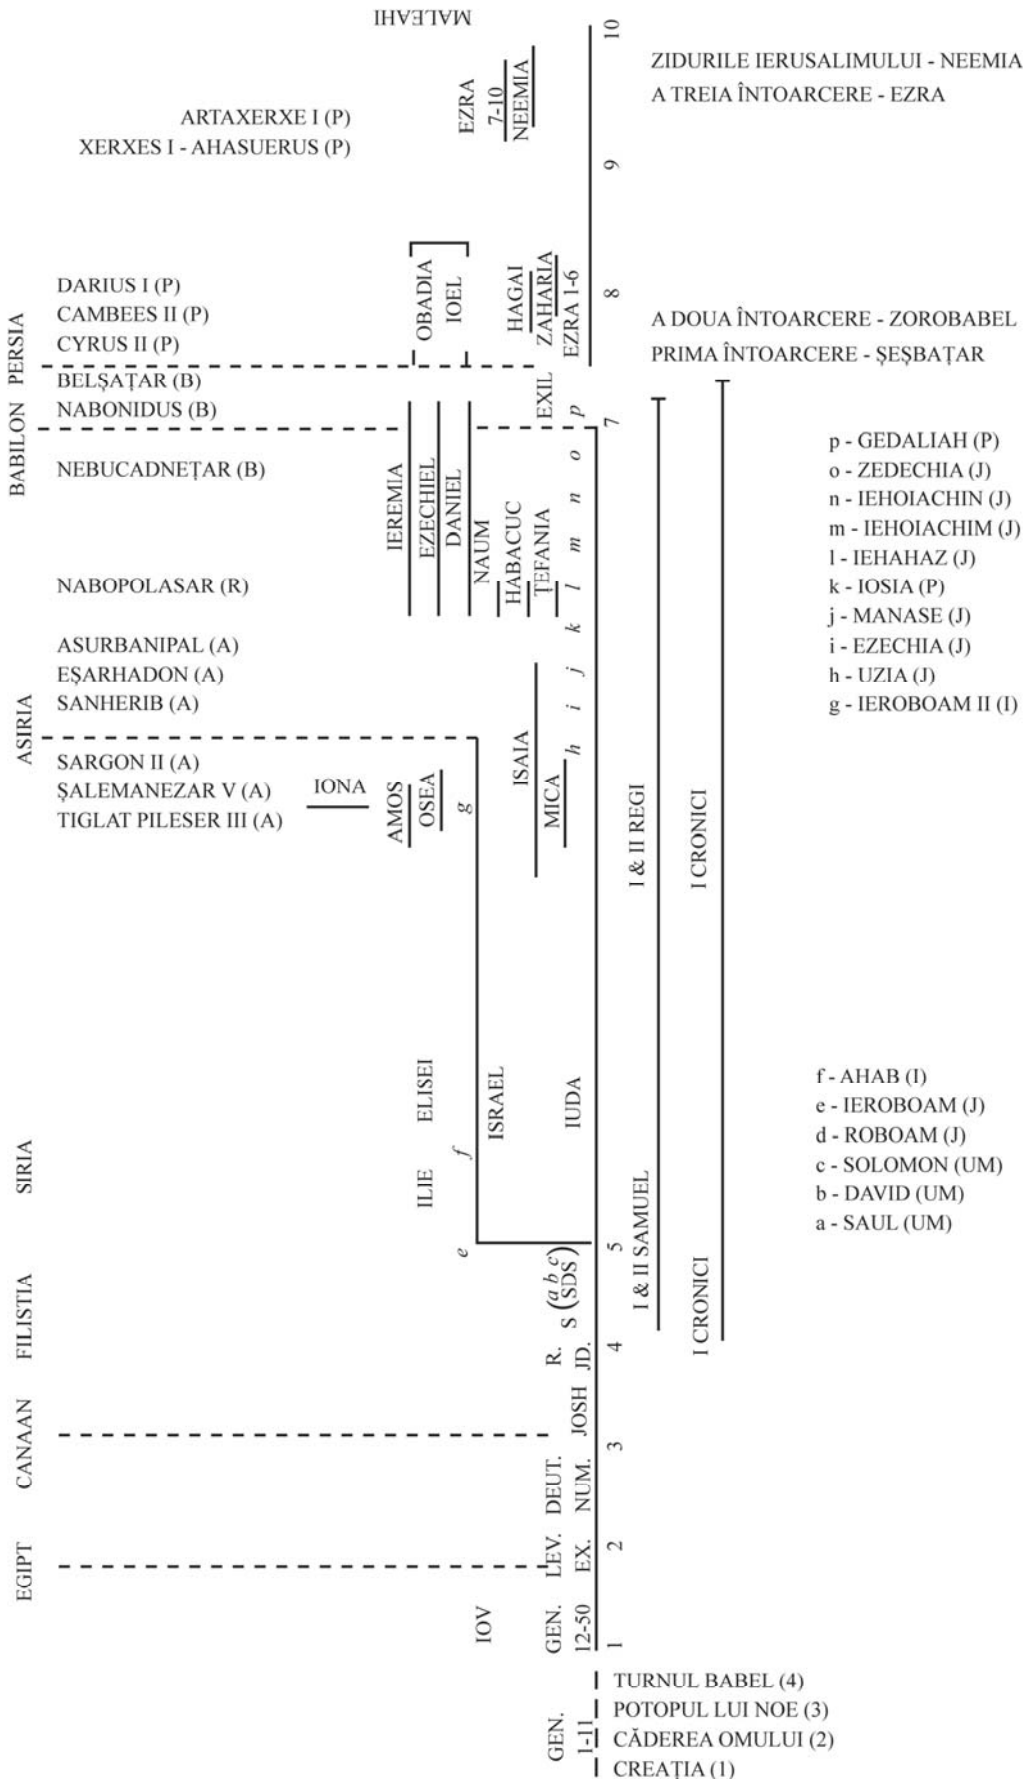 MALEAHI
10
ZIDURILE IERUSALIMULUI - NEEMIA
A TREIA ÎNTOARCERE - EZRA
ARTAXERXE I (P)
XERXES I - AHASUERUS (P)
EZRA
7-10
NEEMIA
9
PERSIA
DARIUS I (P)
CAMBEES II (P)
CYRUS II (P)
OBADIA
IOEL
HAGAI
ZAHARIA
EZRA 1-6
8
A DOUA ÎNTOARCERE - ZOROBABEL
PRIMA ÎNTOARCERE - ȘEȘBAȚAR
BABILON
BELȘAȚAR (B)
NABONIDUS (B)
NEBUCADNEȚAR (B)
NABOPOLASAR (R)
EXIL
7
IEREMIA
EZECHIEL
DANIEL
NAUM
HABACUC
ȚEFANIA
p
o
n
m
l
k
j
i
h
p - GEDALIAH (P)
o - ZEDECHIA (J)
n - IEHOIACHIN (J)
m - IEHOIACHIM (J)
l - IEHAHAZ (J)
k - IOSIA (P)
j - MANASE (J)
i - EZECHIA (J)
h - UZIA (J)
g - IEROBOAM II (I)
ASIRIA
ASURBANIPAL (A)
EȘARHADON (A)
SANHERIB (A)
SARGON II (A)
ȘALEMANEZAR V (A)
TIGLAT PILESER III (A)
IONA
AMOS
OSEA
g
ISAIA
MICA
I & II REGI
I CRONICI
SIRIA
ILIE
ELISEI
f
ISRAEL
IUDA
f - AHAB (I)
e - IEROBOAM (J)
d - ROBOAM (J)
c - SOLOMON (UM)
b - DAVID (UM)
a - SAUL (UM)
e
5
I & II SAMUEL
I CRONICI
FILISTIA
a b c
S (SDS)
R.
JD.
4
CANAAN
JOSH
3
DEUT.
NUM.
EGIPT
LEV.
EX.
2
IOV
GEN.
12-50
1
GEN.
1-11
TURNUL BABEL (4)
POTOPUL LUI NOE (3)
CĂDEREA OMULUI (2)
CREAȚIA (1)